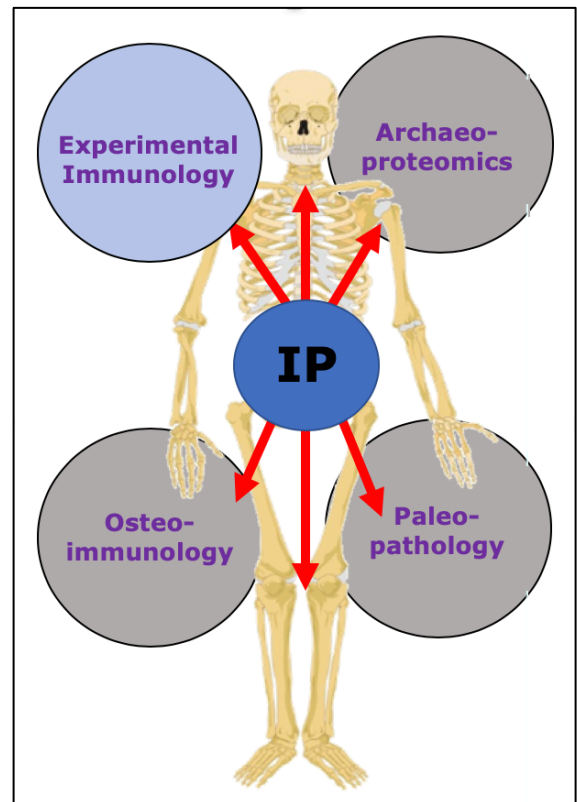 Experimental
Immunology
Archaeo-
proteomics
IP
Osteo-
immunology
Paleo-
pathology